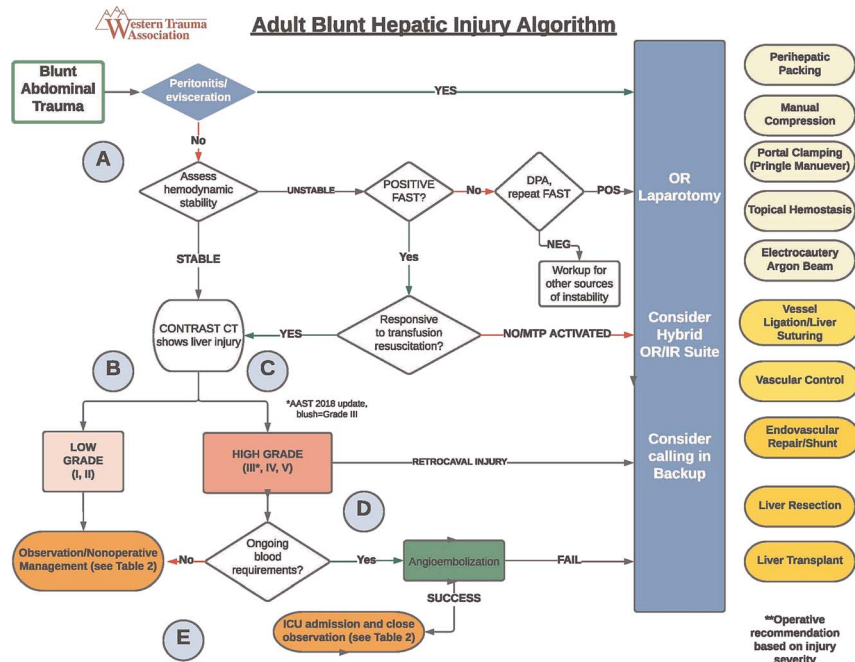 Western Trauma
Association
Adult Blunt Hepatic Injury Algorithm
Blunt
Abdominal
Trauma
Peritonitis/
evisceration
YES
No
A
Assess
hemodynamic
stability
UNSTABLE
POSITIVE
FAST?
No
DPA,
repeat FAST
POS
OR
Laparotomy
NEG
Workup for
other sources
of instability
STABLE
Yes
CONTRAST CT
shows liver injury
YES
Responsive
to transfusion
resuscitation?
NO/MTP ACTIVATED
Consider
Hybrid
OR/IR Suite
B
C
*AAST 2018 update,
blush=Grade III
LOW
GRADE
(I, II)
HIGH GRADE
(III*, IV, V)
RETROCAVAL INJURY
Consider
calling in
Backup
D
Observation/Nonoperative
Management (see Table 2)
No
Ongoing
blood
requirements?
Yes
Angioembolization
FAIL
SUCCESS
E
ICU admission and close
observation (see Table 2)
Perihepatic
Packing
Manual
Compression
Portal Clamping
(Pringle Manuever)
Topical Hemostasis
Electrocautery
Argon Beam
Vessel
Ligation/Liver
Suturing
Vascular Control
Endovascular
Repair/Shunt
Liver Resection
Liver Transplant
**Operative
recommendation
based on injury
severity